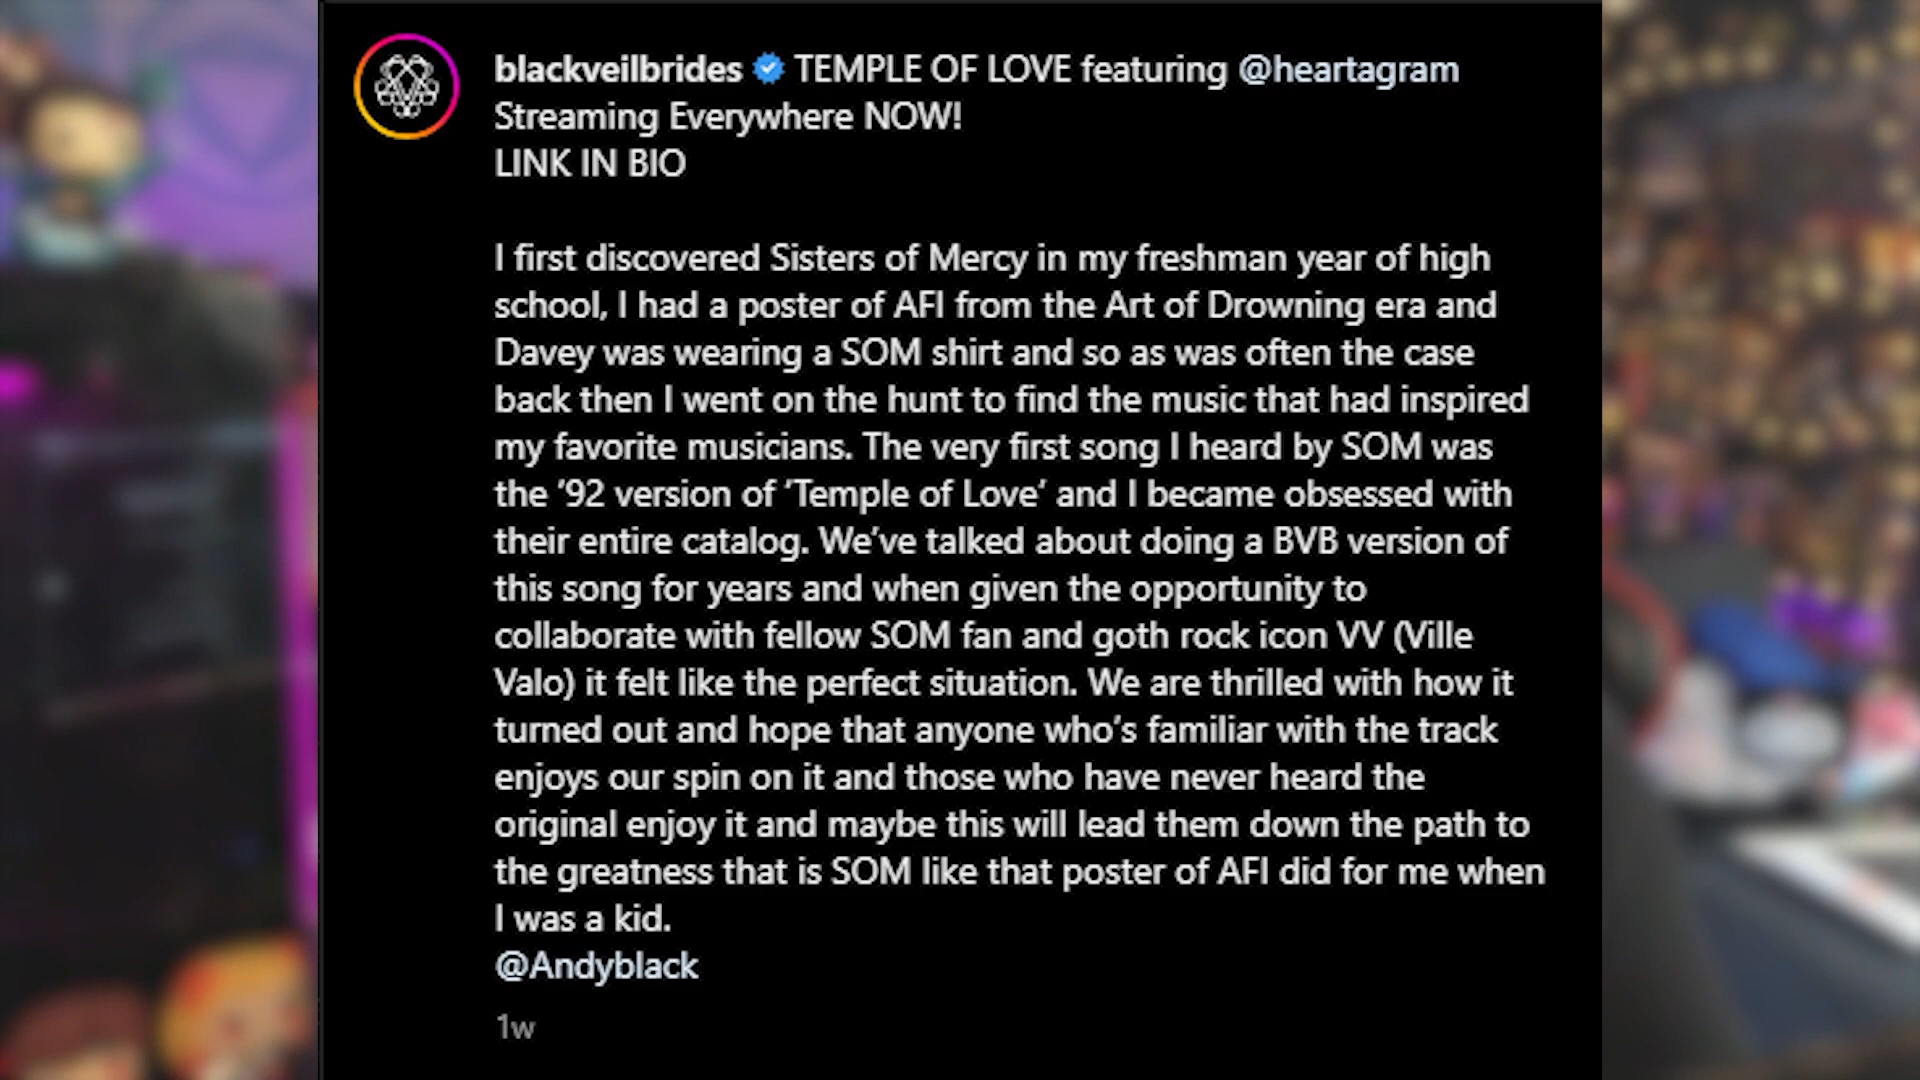 blackveilbrides TEMPLE OF LOVE featuring @heartagram
Streaming Everywhere NOW!
LINK IN BIO
I first discovered Sisters of Mercy in my freshman year of high
school, I had a poster of AFI from the Art of Drowning era and
Davey was wearing a SOM shirt and so as was often the case
back then I went on the hunt to find the music that had inspired
my favorite musicians. The very first song I heard by SOM was
the ’92 version of ‘Temple of Love’ and I became obsessed with
their entire catalog. We’ve talked about doing a BVB version of
this song for years and when given the opportunity to
collaborate with fellow SOM fan and goth rock icon VV (Ville
Valo) it felt like the perfect situation. We are thrilled with how it
turned out and hope that anyone who’s familiar with the track
enjoys our spin on it and those who have never heard the
original enjoy it and maybe this will lead them down the path to
the greatness that is SOM like that poster of AFI did for me when
I was a kid.
@Andyblack
1w